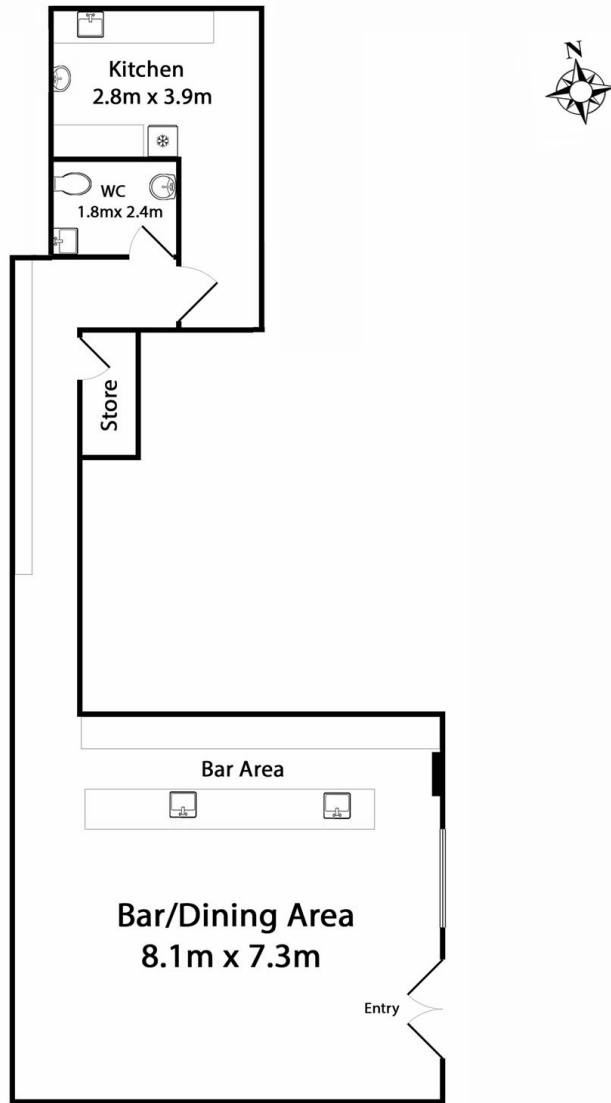 N
Kitchen
2.8m x 3.9m
WC
1.8mx 2.4m
Store
Bar Area
Bar/Dining Area
8.1m x 7.3m
Entry